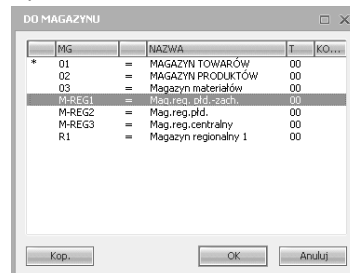 DO MAGAZYNU
MG NAZWA T KO...
* 01 = MAGAZYN TOWARÓW 00
02 = MAGAZYN PRODUKTÓW 00
03 = Magazyn materiałów 00
M-REG1 = Mag.reg. płd.-zach. 00
M-REG2 = Mag.reg.płd. 00
M-REG3 = Mag.reg.centralny 00
R1 = Magazyn regionalny 1 00
Kop. OK Anuluj